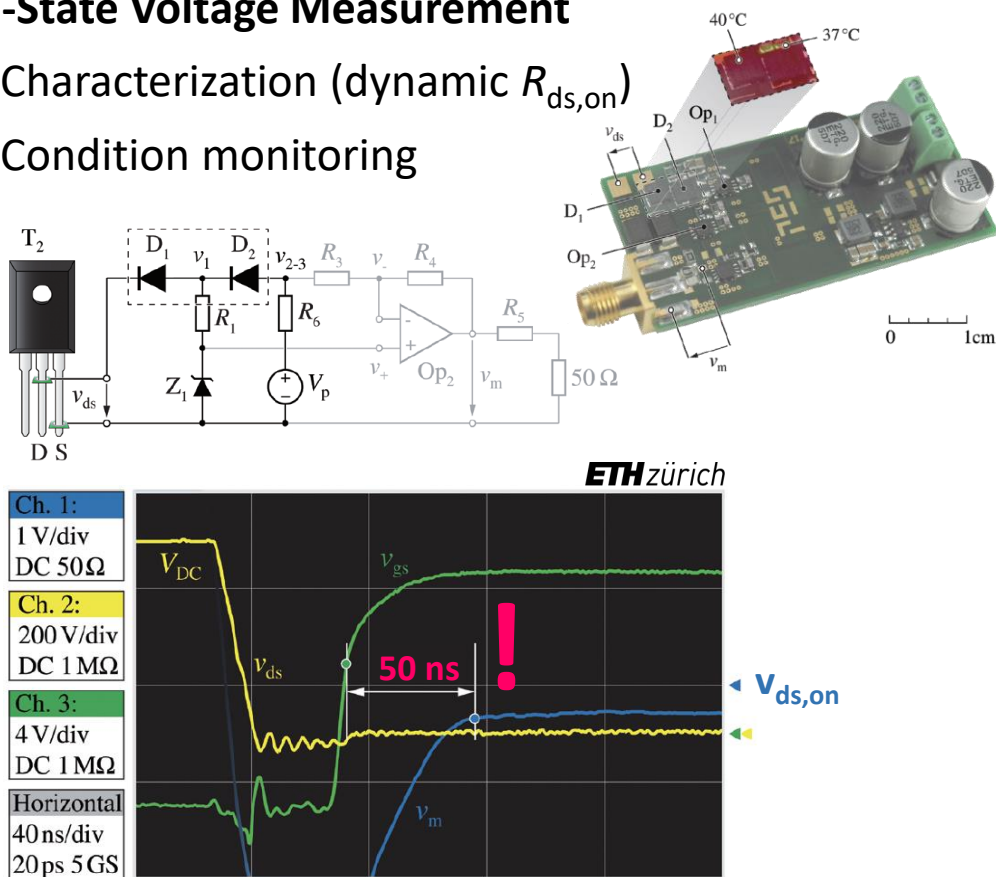 -State Voltage Measurement
Characterization (dynamic Rds,on)
Condition monitoring
40°C
37°C
vds
D2
Op1
D1
Op2
vm
0 1cm
T2
D1 v1 D2 v2-3 R3 v- R4
R1
R6
R5
-
+
v+
Op2
vm
50 Ω
Z1
+
−
Vp
vds
D S
ETH zürich
Ch. 1:
1 V/div
DC 50Ω
Ch. 2:
200 V/div
DC 1 MΩ
Ch. 3:
4 V/div
DC 1 MΩ
Horizontal
40 ns/div
20 ps 5 GS
VDC
vgs
vds
50 ns
!
vds,on
vm